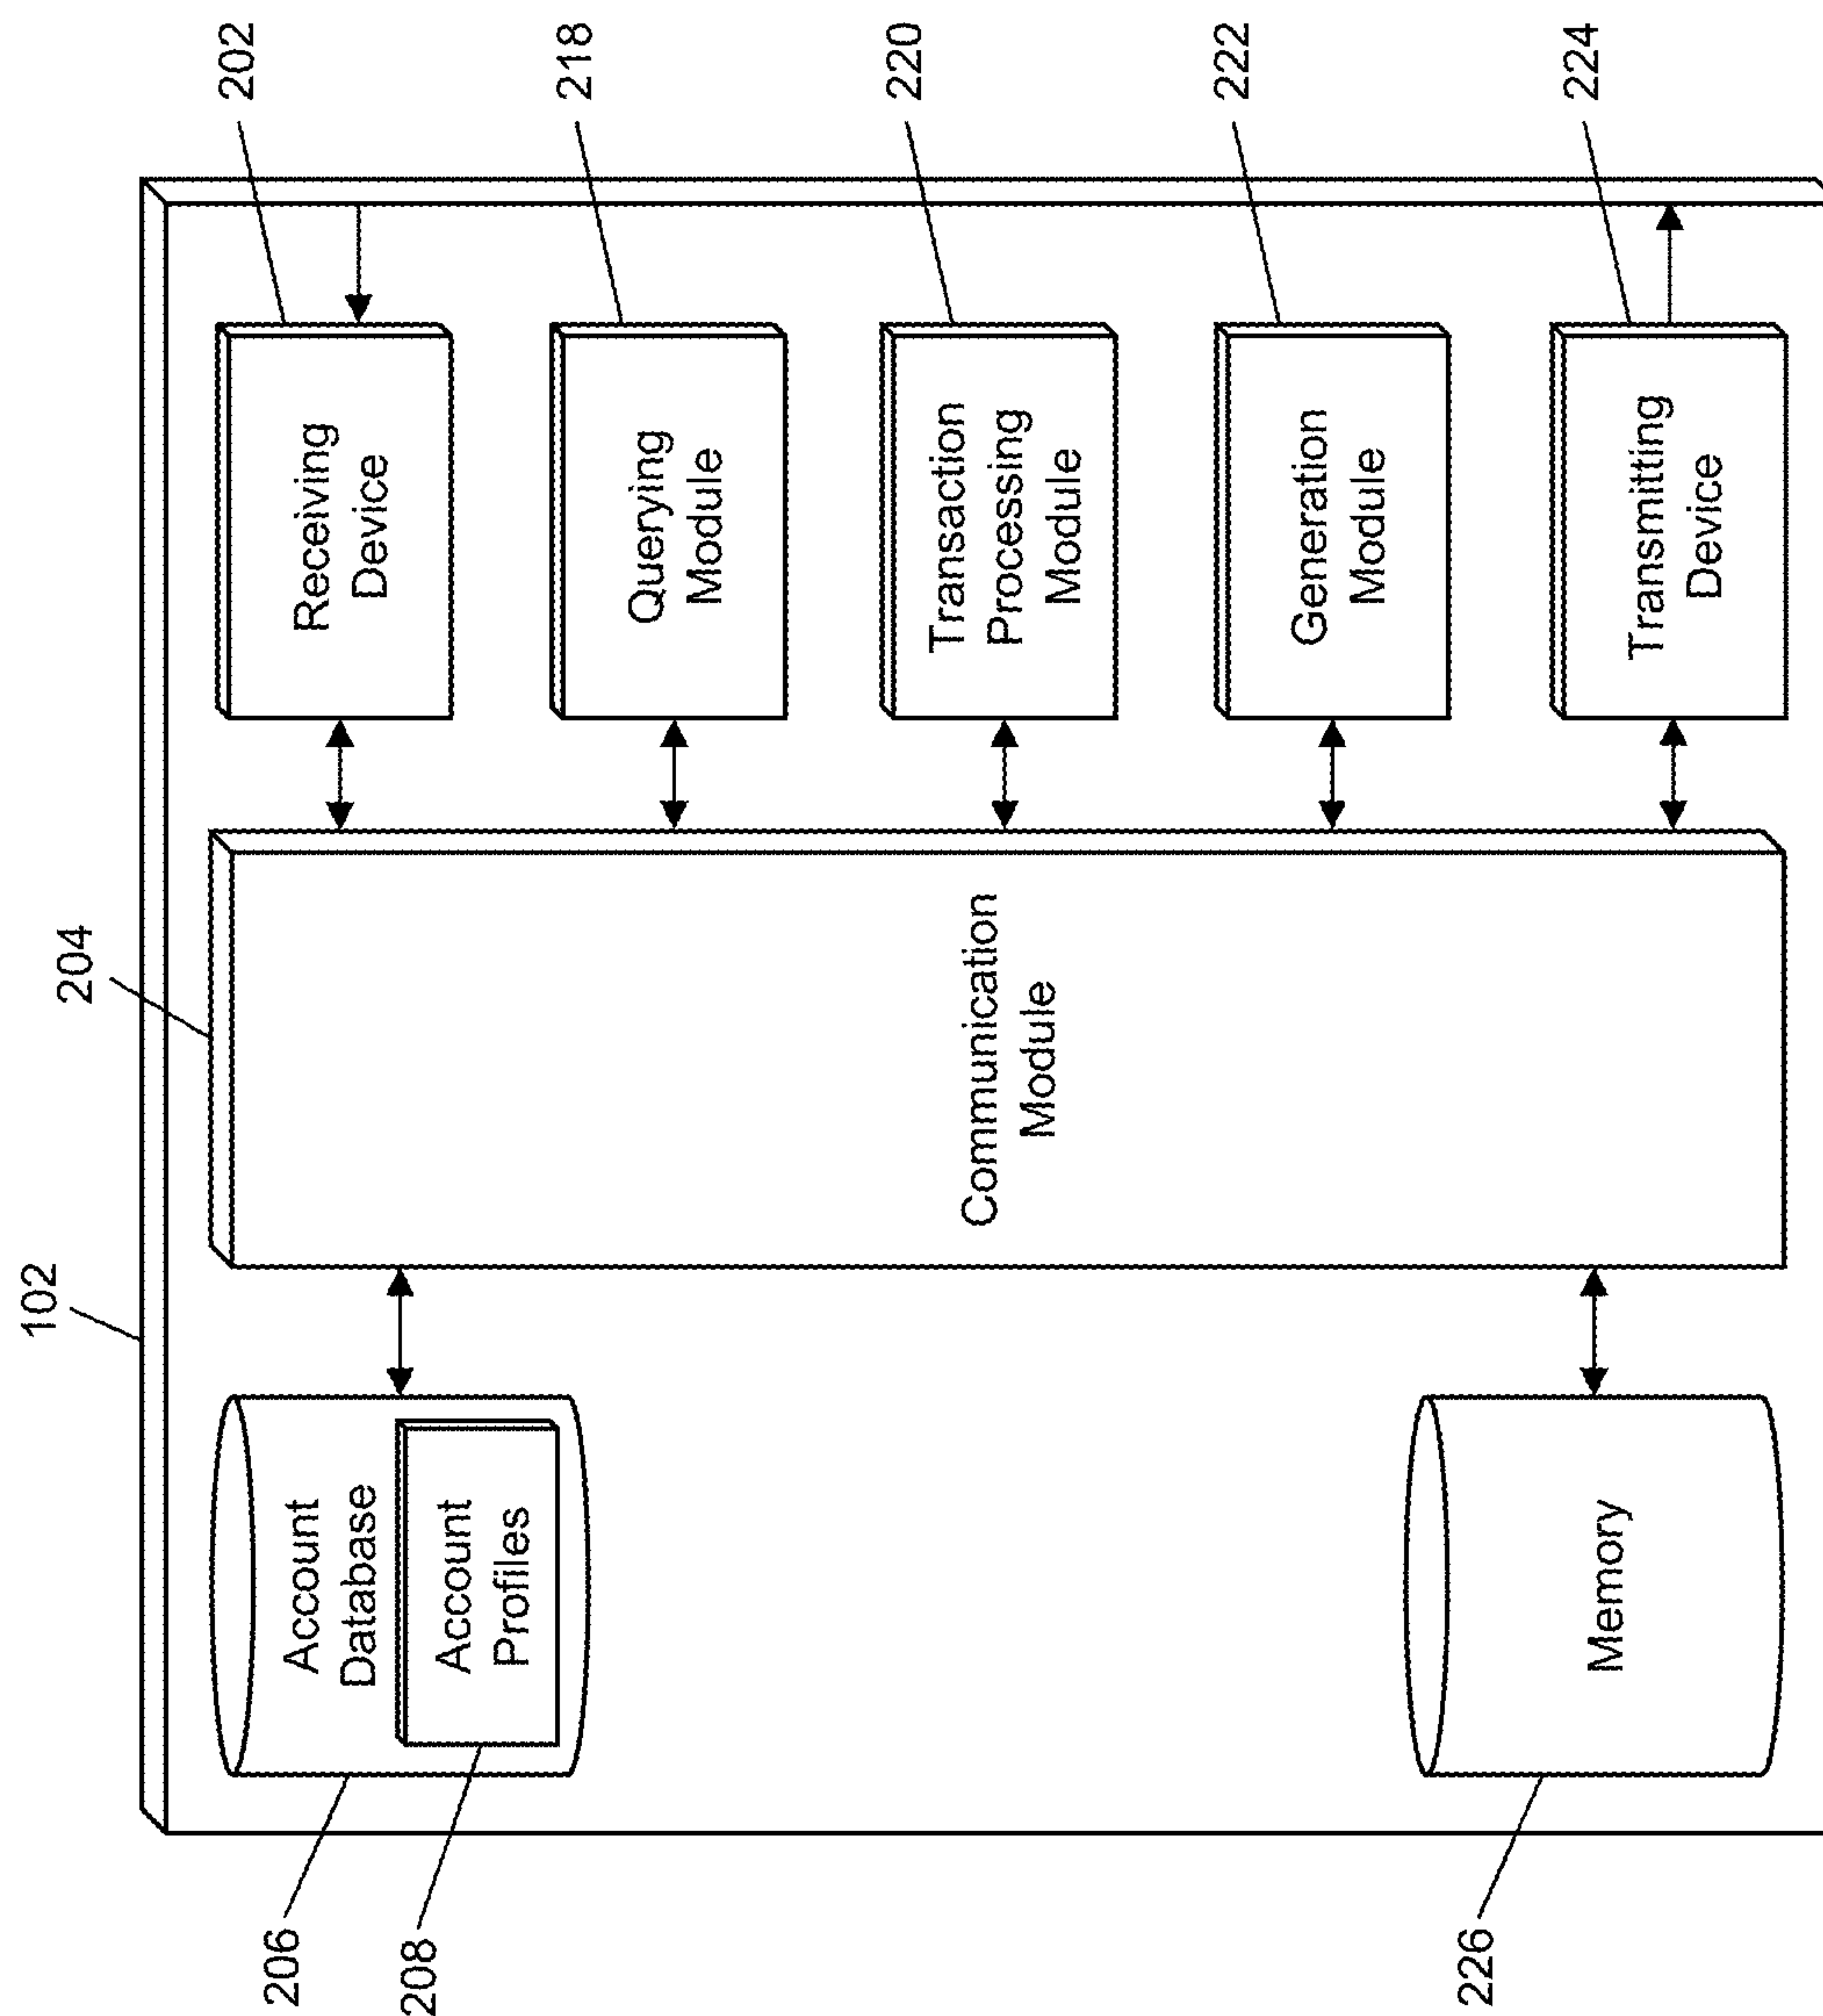 102
204
202
Receiving
Device
218
Querying
Module
220
Transaction
Processing
Module
222
Generation
Module
224
Transmitting
Device
Communication
Module
206
Account
Database
208
Account
Profiles
226
Memory